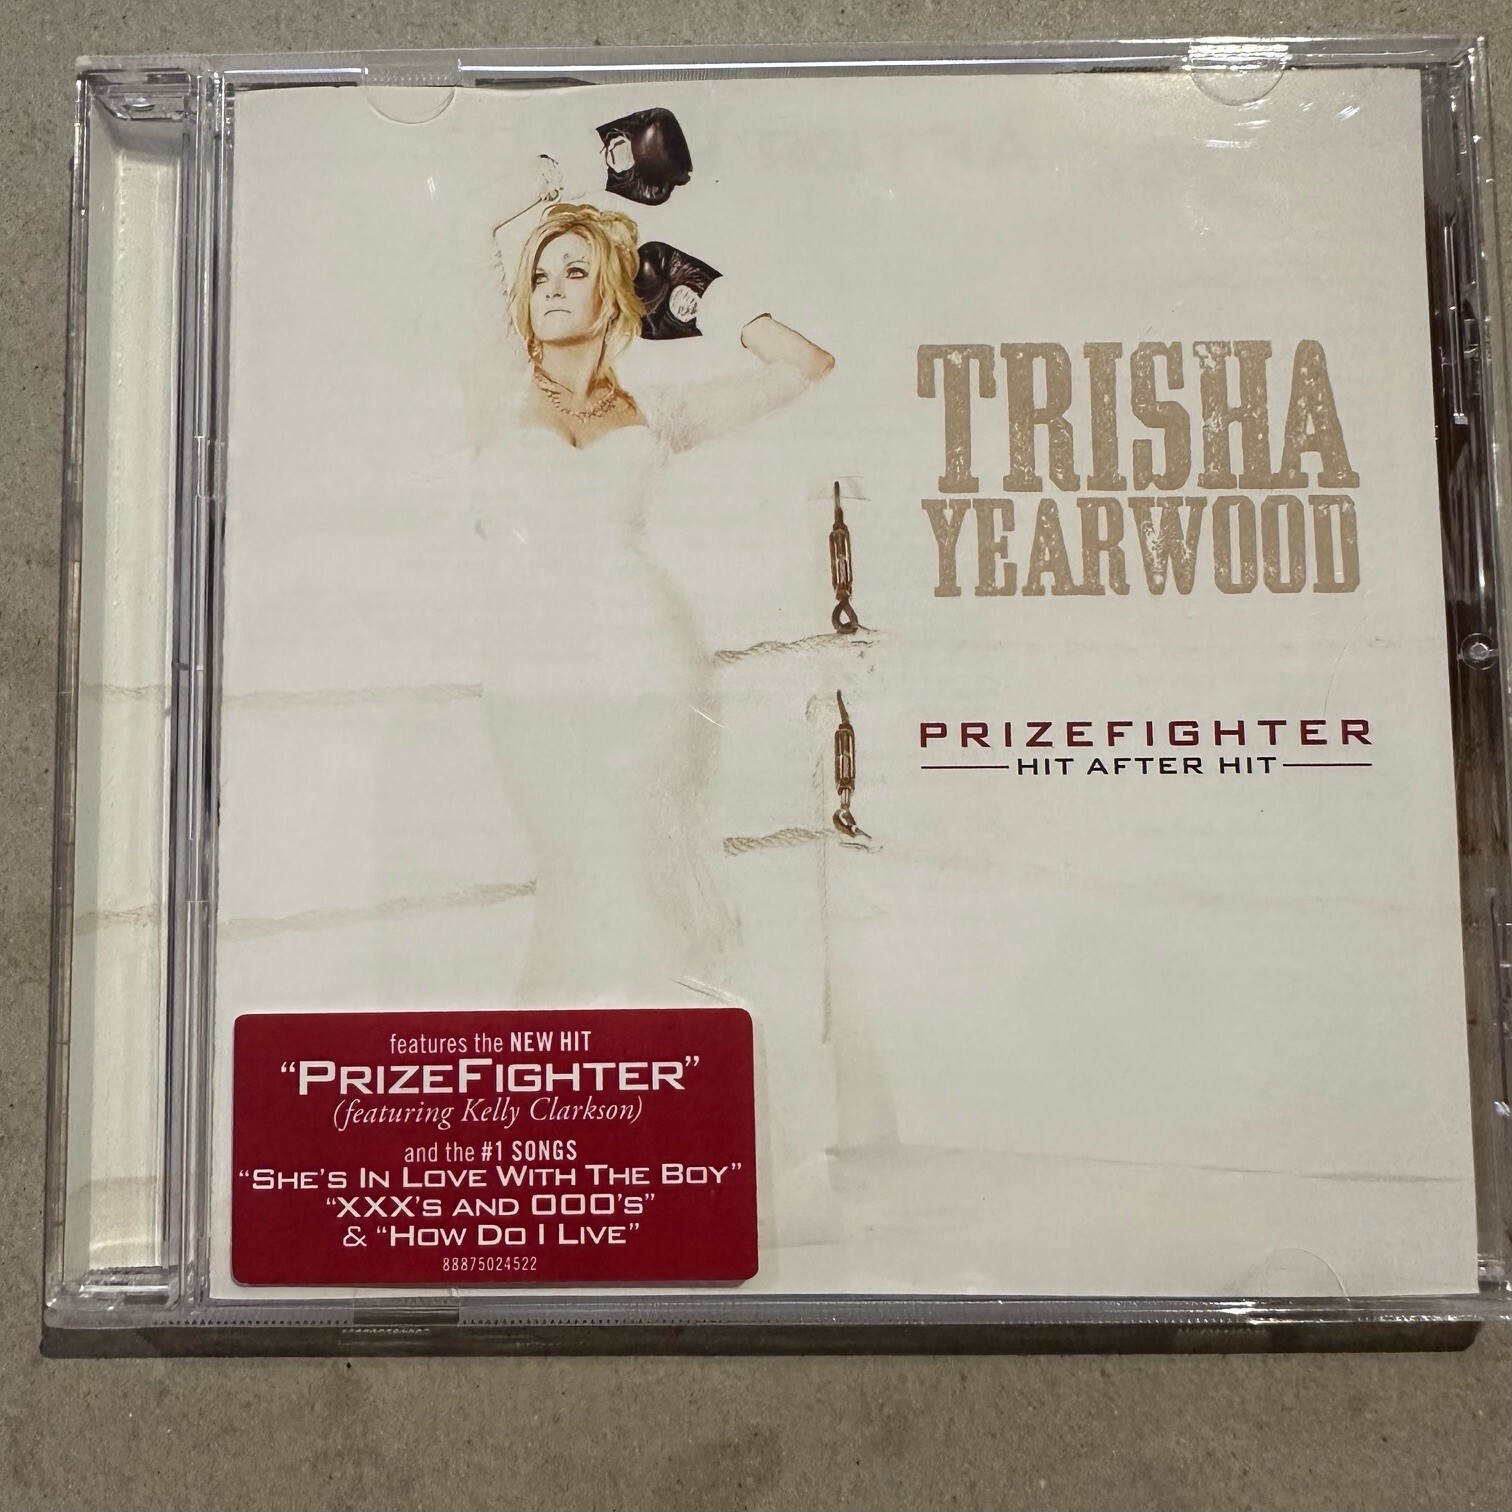 TRISHA
YEARWOOD
PRIZEFIGHTER
HIT AFTER HIT
features the NEW HIT
“PRIZEFIGHTER”
(featuring Kelly Clarkson)
and the #1 SONGS
“SHE’S IN LOVE WITH THE BOY”
“XXX’S AND OOO’S”
& “HOW DO I LIVE”
88875024522